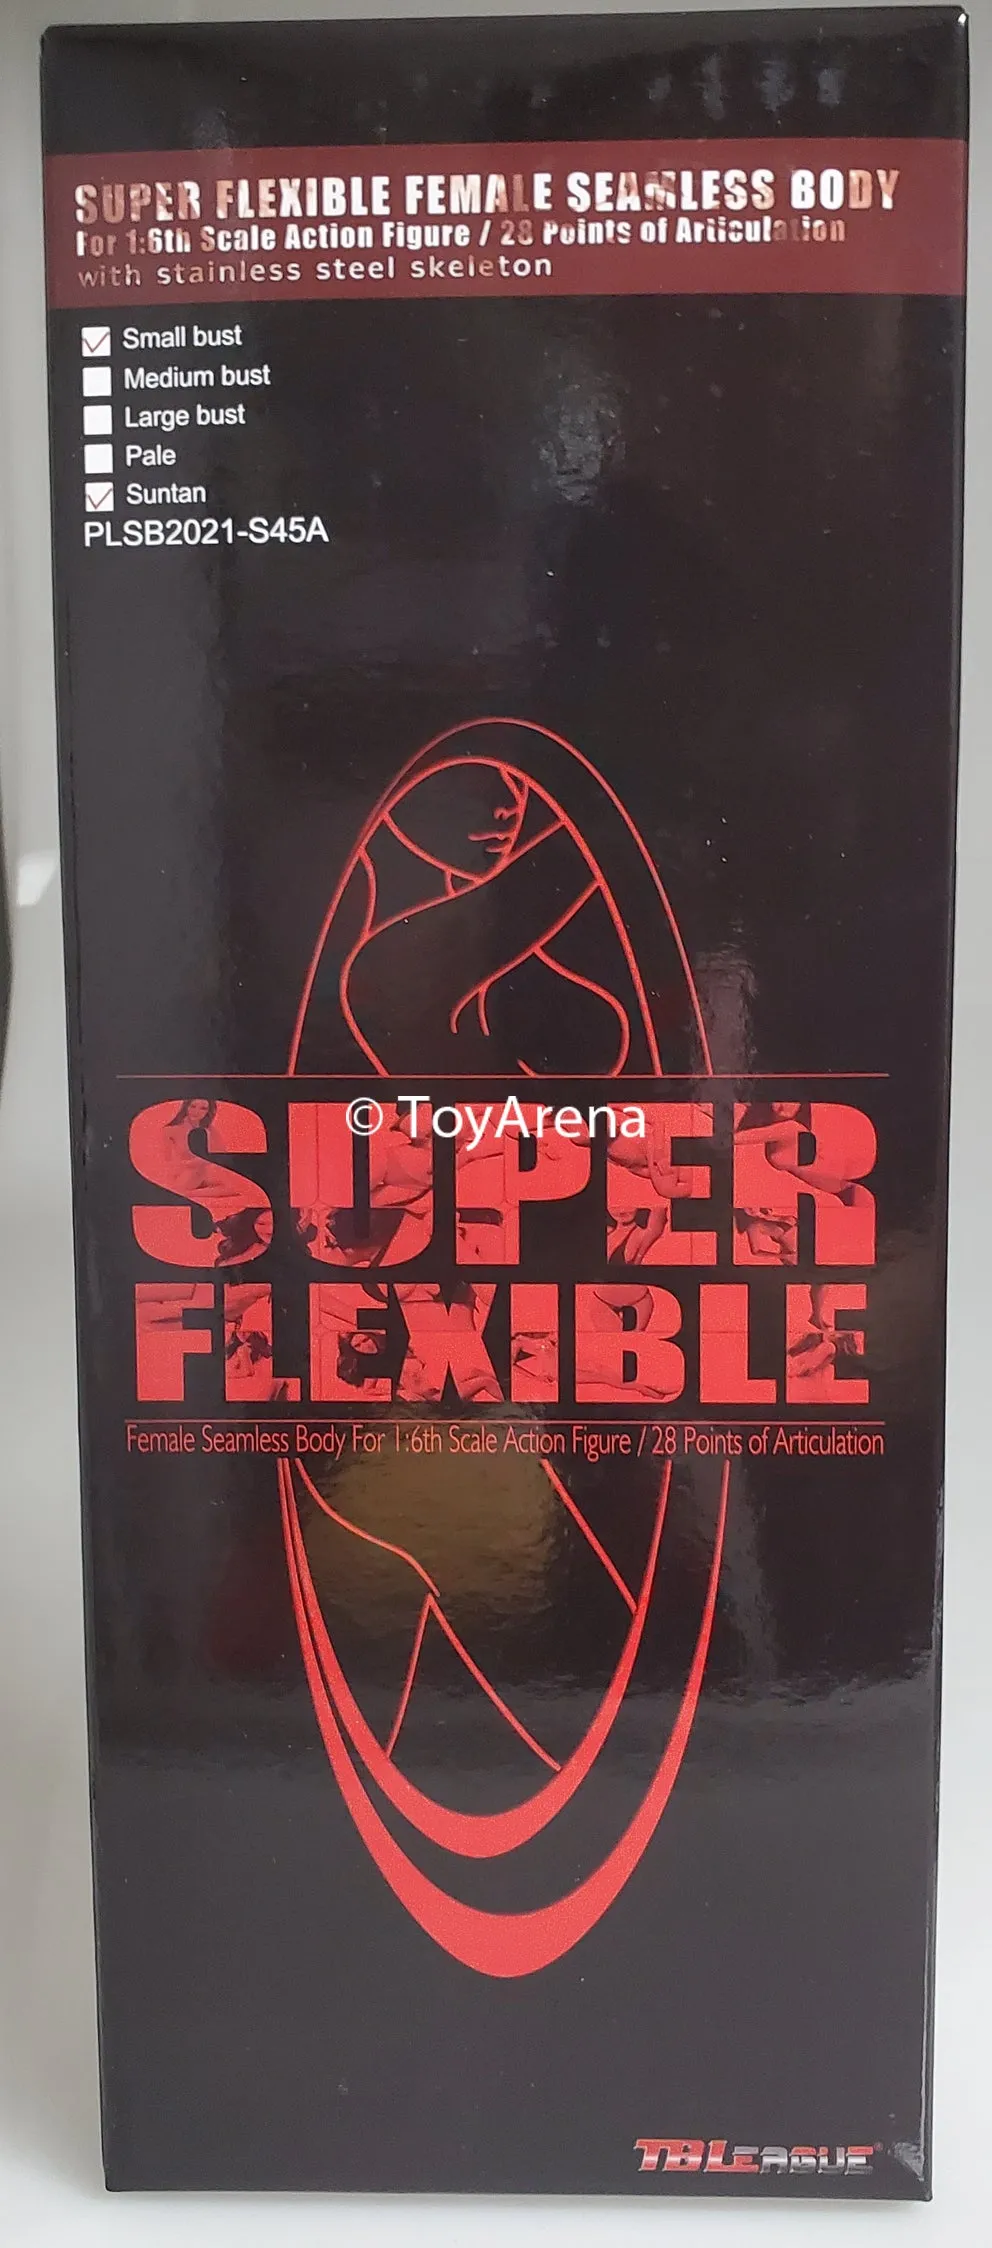 SUPER FLEXIBLE FEMALE SEAMLESS BODY
For 1:6th Scale Action Figure / 28 Points of Articulation
with stainless steel skeleton
Small bust
Medium bust
Large bust
Pale
Suntan
PLSB2021-S45A
© ToyArena
SUPER
FLEXIBLE
Female Seamless Body For 1:6th Scale Action Figure / 28 Points of Articulation
TBLEAGUE®